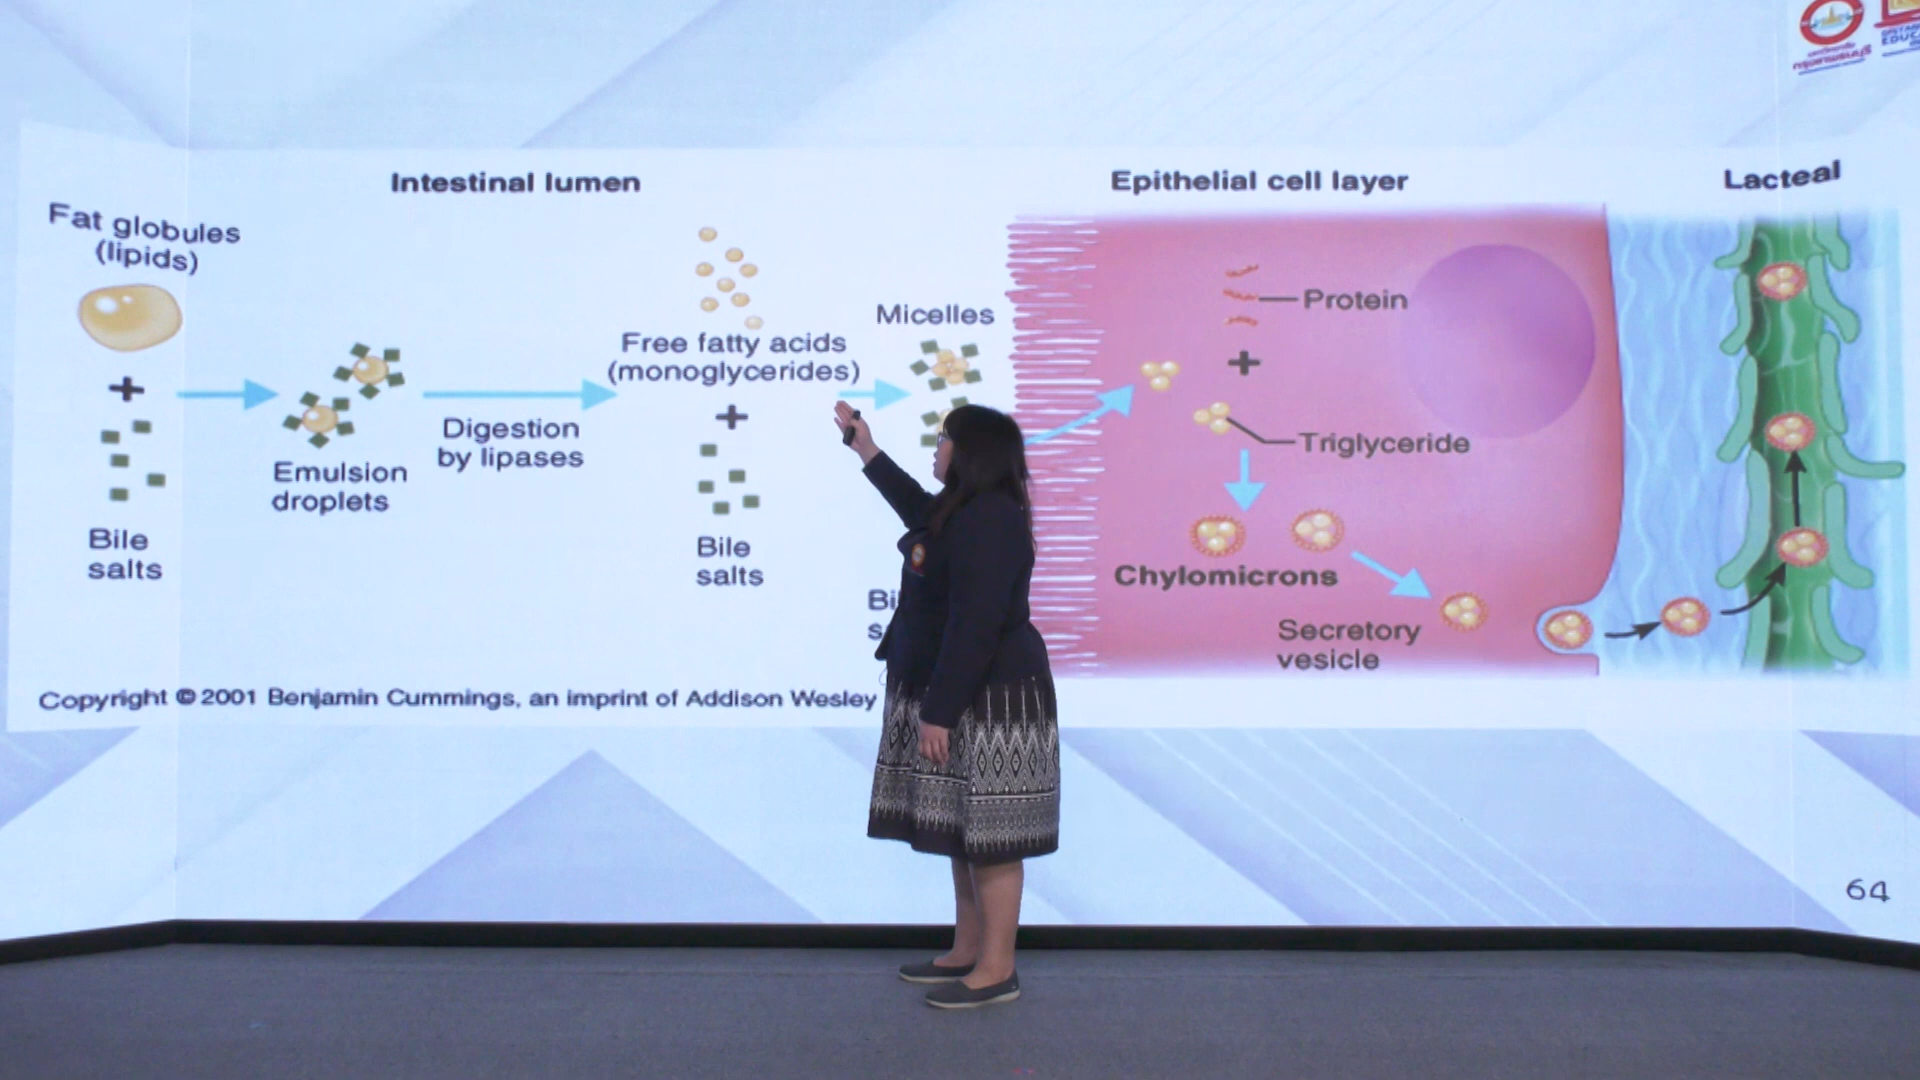 Intestinal lumen
Epithelial cell layer
Lacteal
Fat globules
(lipids)
Bile
salts
Emulsion
droplets
Digestion
by lipases
Free fatty acids
(monoglycerides)
Bile
salts
Micelles
Protein
Triglyceride
Chylomicrons
Secretory
vesicle
Copyright © 2001 Benjamin Cummings, an imprint of Addison Wesley
64